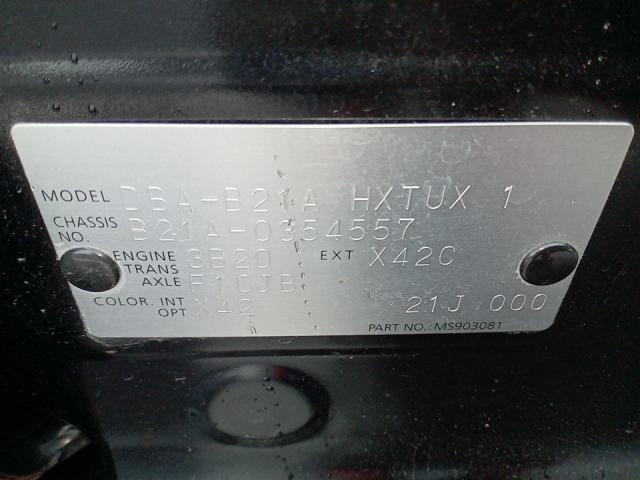 MODEL DBA-B21A HXTUX 1
CHASSIS NO. B21A-0354557
ENGINE 3B20 EXT X42C
TRANS AXLE F1CJB
COLOR. INT OPT X42 21J 000
PART NO.: MS903081